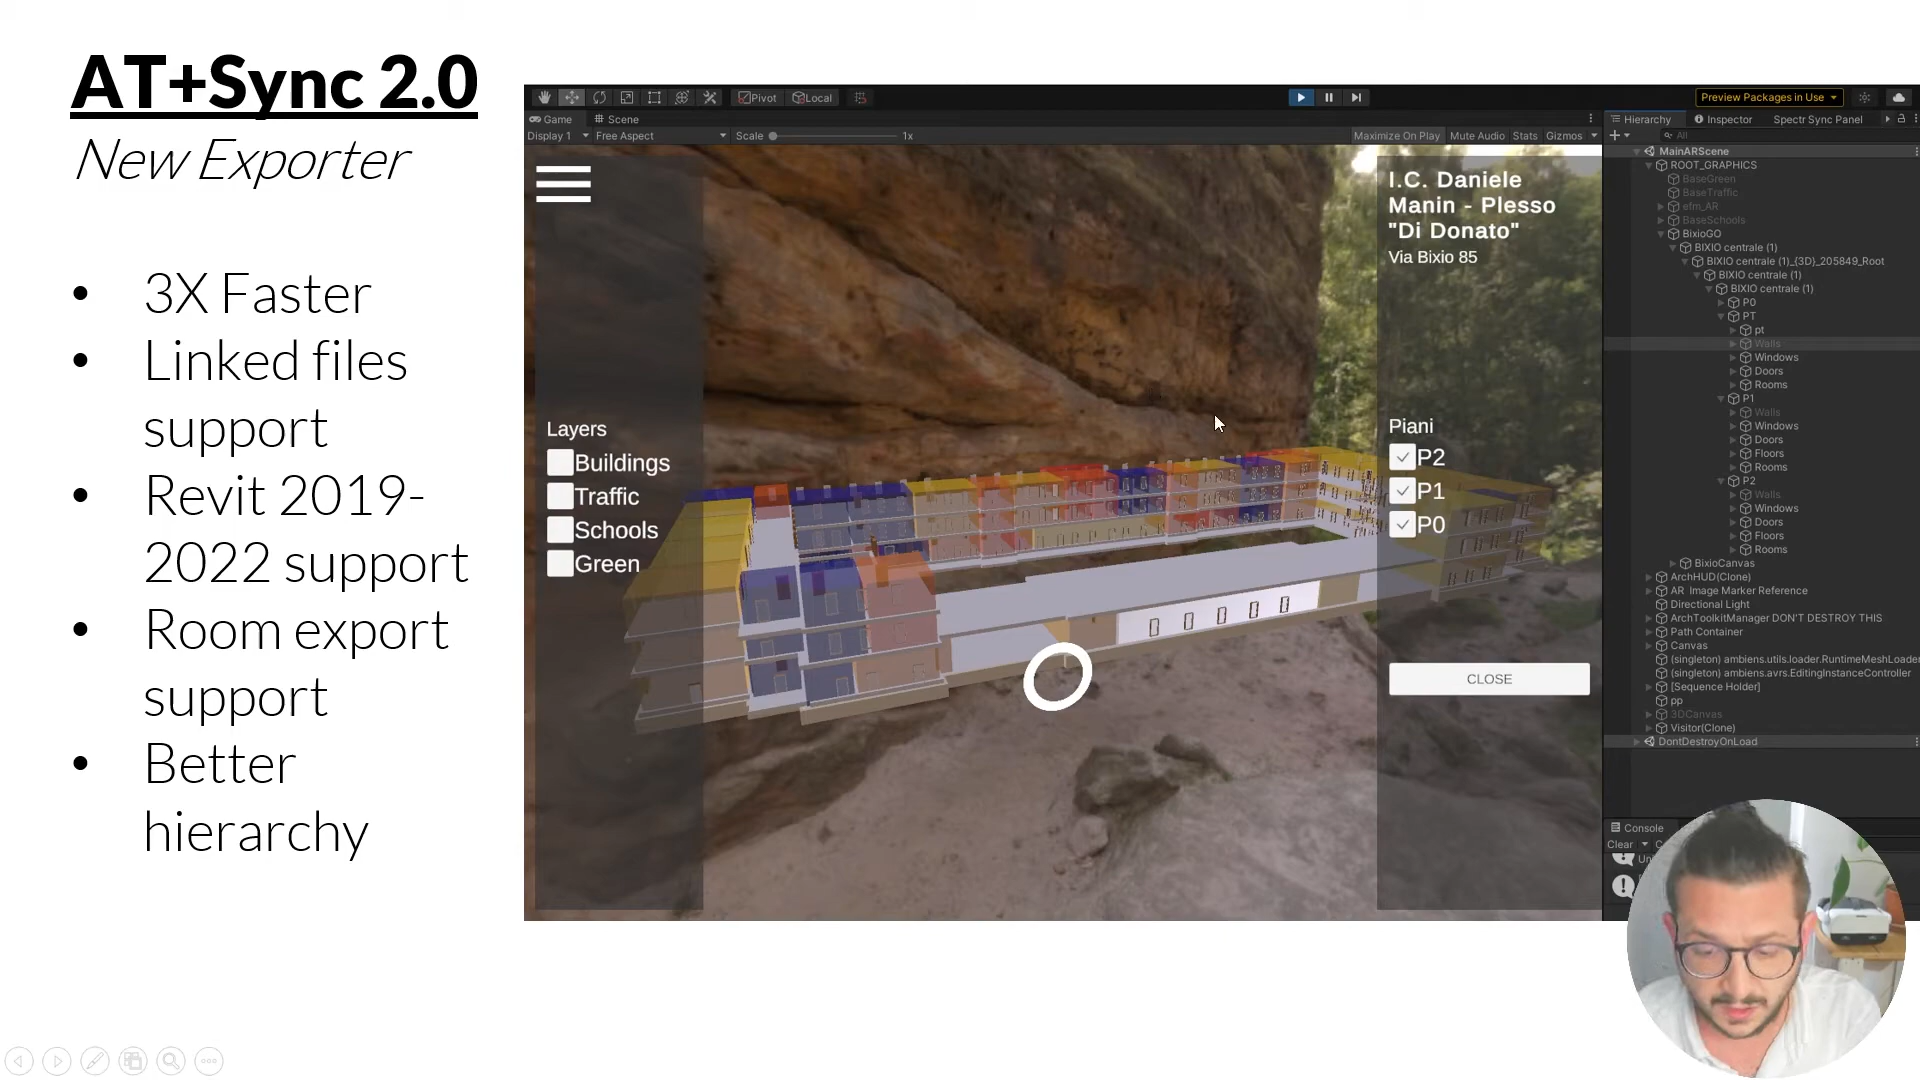 AT+Sync 2.0
New Exporter
• 3X Faster
• Linked files
support
• Revit 2019-
2022 support
• Room export
support
• Better
hierarchy
Pivot
Local
Preview Packages in Use
Game
Scene
Display 1
Free Aspect
Scale
1x
Maximize On Play
Mute Audio
Stats
Gizmos
Layers
Buildings
Traffic
Schools
Green
I.C. Daniele
Manin - Plesso
"Di Donato"
Via Bixio 85
Piani
P2
P1
P0
CLOSE
Hierarchy
Inspector
Spectr Sync Panel
All
MainARScene
ROOT_GRAPHICS
BaseGreen
BaseTraffic
efm_AR
BaseSchools
BixioGO
BIXIO centrale (1)
BIXIO centrale (1)_{3D}_205849_Root
BIXIO centrale (1)
BIXIO centrale (1)
P0
PT
pt
Walls
Windows
Doors
Rooms
P1
Walls
Windows
Doors
Floors
Rooms
P2
Walls
Windows
Doors
Floors
Rooms
BixioCanvas
ArchHUD(Clone)
AR Image Marker Reference
Directional Light
ArchToolkitManager DON'T DESTROY THIS
Path Container
Canvas
(singleton) ambiens.utils.loader.RuntimeMeshLoader
(singleton) ambiens.avrs.EditingInstanceController
[Sequence Holder]
pp
3DCanvas
Visitor(Clone)
DontDestroyOnLoad
Console
Clear